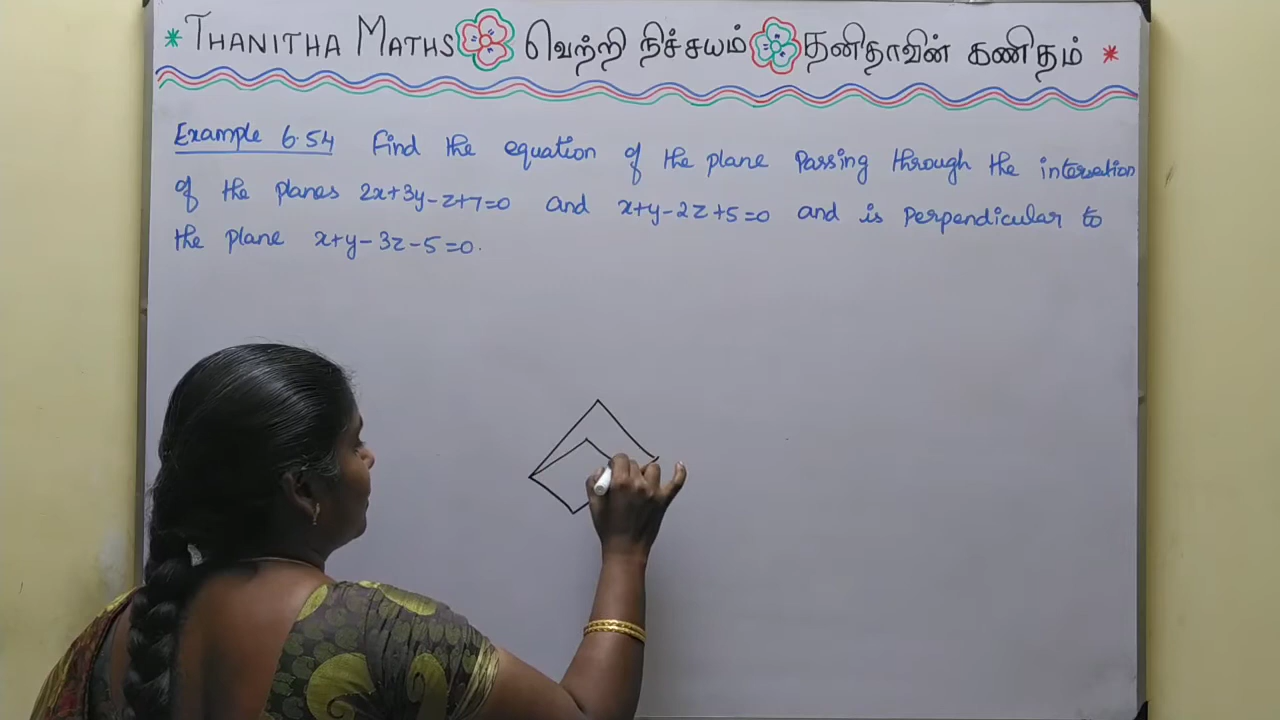 * THANITHA MATHS வெற்றி நிச்சயம் தனிதாவின் கணிதம் *
Example 6.54 Find the equation of the plane passing through the intersation
of the planes 2x+3y-z+7=0 and x+y-2z+5=0 and is perpendicular to
the plane x+y-3z-5=0.